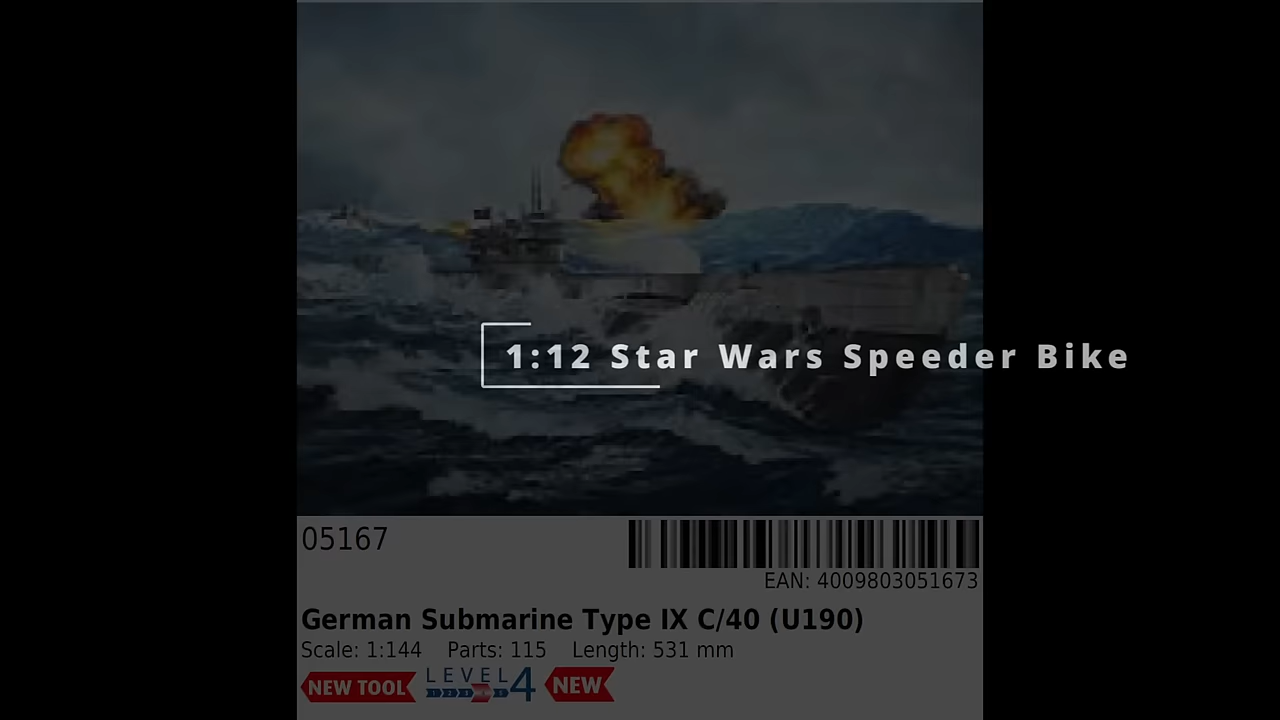 1:12 Star Wars Speeder Bike
05167
EAN: 4009803051673
German Submarine Type IX C/40 (U190)
Scale: 1:144 Parts: 115 Length: 531 mm
NEW TOOL LEVEL 4 NEW